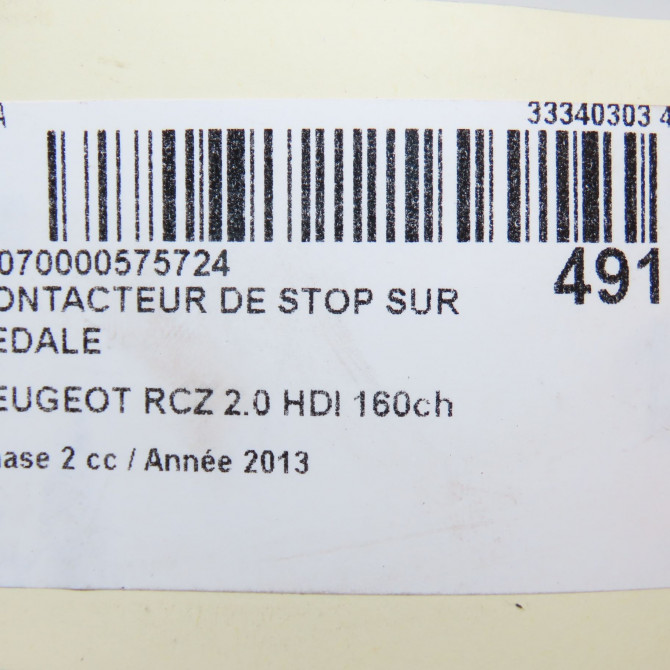 A 33340303 4
070000575724
491
ONTACTEUR DE STOP SUR
EDALE
EUGEOT RCZ 2.0 HDI 160ch
hase 2 cc / Année 2013